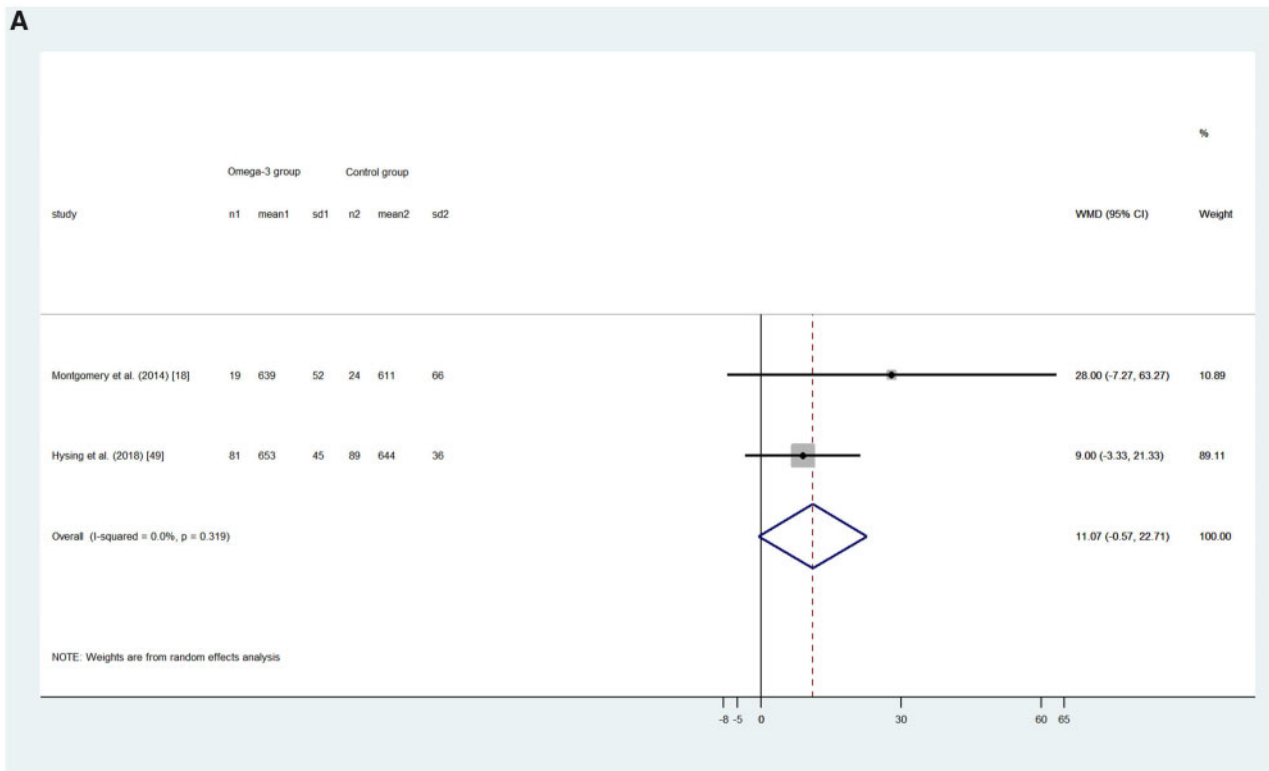 A
%
Omega-3 group Control group
study n1 mean1 sd1 n2 mean2 sd2 WMD (95% CI) Weight
Montgomery et al. (2014) [18] 19 639 52 24 611 66 28.00 (-7.27, 63.27) 10.89
Hysing et al. (2018) [49] 81 653 45 89 644 36 9.00 (-3.33, 21.33) 89.11
Overall (I-squared = 0.0%, p = 0.319) 11.07 (-0.57, 22.71) 100.00
NOTE: Weights are from random effects analysis
-8 -5 0 30 60 65